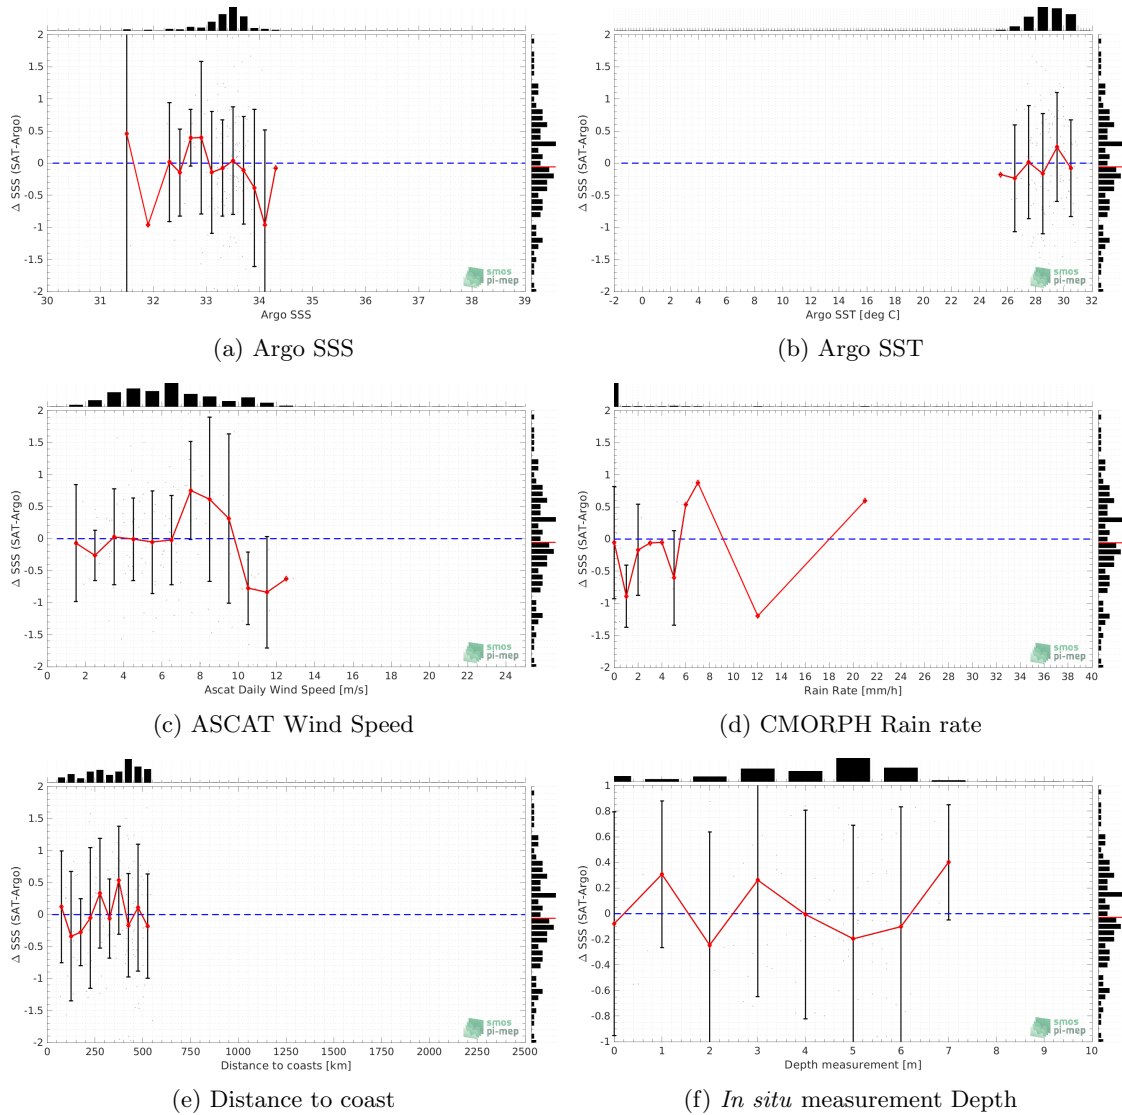 2
1.5
1
0.5
0
-0.5
-1
-1.5
-2
Δ SSS (SAT-Argo)
30 31 32 33 34 35 36 37 38 39
Argo SSS
smos
pi-mep
(a) Argo SSS
2
1.5
1
0.5
0
-0.5
-1
-1.5
-2
Δ SSS (SAT-Argo)
-2 0 2 4 6 8 10 12 14 16 18 20 22 24 26 28 30 32
Argo SST [deg C]
smos
pi-mep
(b) Argo SST
2
1.5
1
0.5
0
-0.5
-1
-1.5
-2
Δ SSS (SAT-Argo)
0 2 4 6 8 10 12 14 16 18 20 22 24
Ascat Daily Wind Speed [m/s]
smos
pi-mep
(c) ASCAT Wind Speed
2
1.5
1
0.5
0
-0.5
-1
-1.5
-2
Δ SSS (SAT-Argo)
0 2 4 6 8 10 12 14 16 18 20 22 24 26 28 30 32 34 36 38 40
Rain Rate [mm/h]
smos
pi-mep
(d) CMORPH Rain rate
2
1.5
1
0.5
0
-0.5
-1
-1.5
-2
Δ SSS (SAT-Argo)
0 250 500 750 1000 1250 1500 1750 2000 2250 2500
Distance to coasts [km]
smos
pi-mep
(e) Distance to coast
1
0.8
0.6
0.4
0.2
0
-0.2
-0.4
-0.6
-0.8
-1
Δ SSS (SAT-Argo)
0 1 2 3 4 5 6 7 8 9 10
Depth measurement [m]
smos
pi-mep
(f) In situ measurement Depth